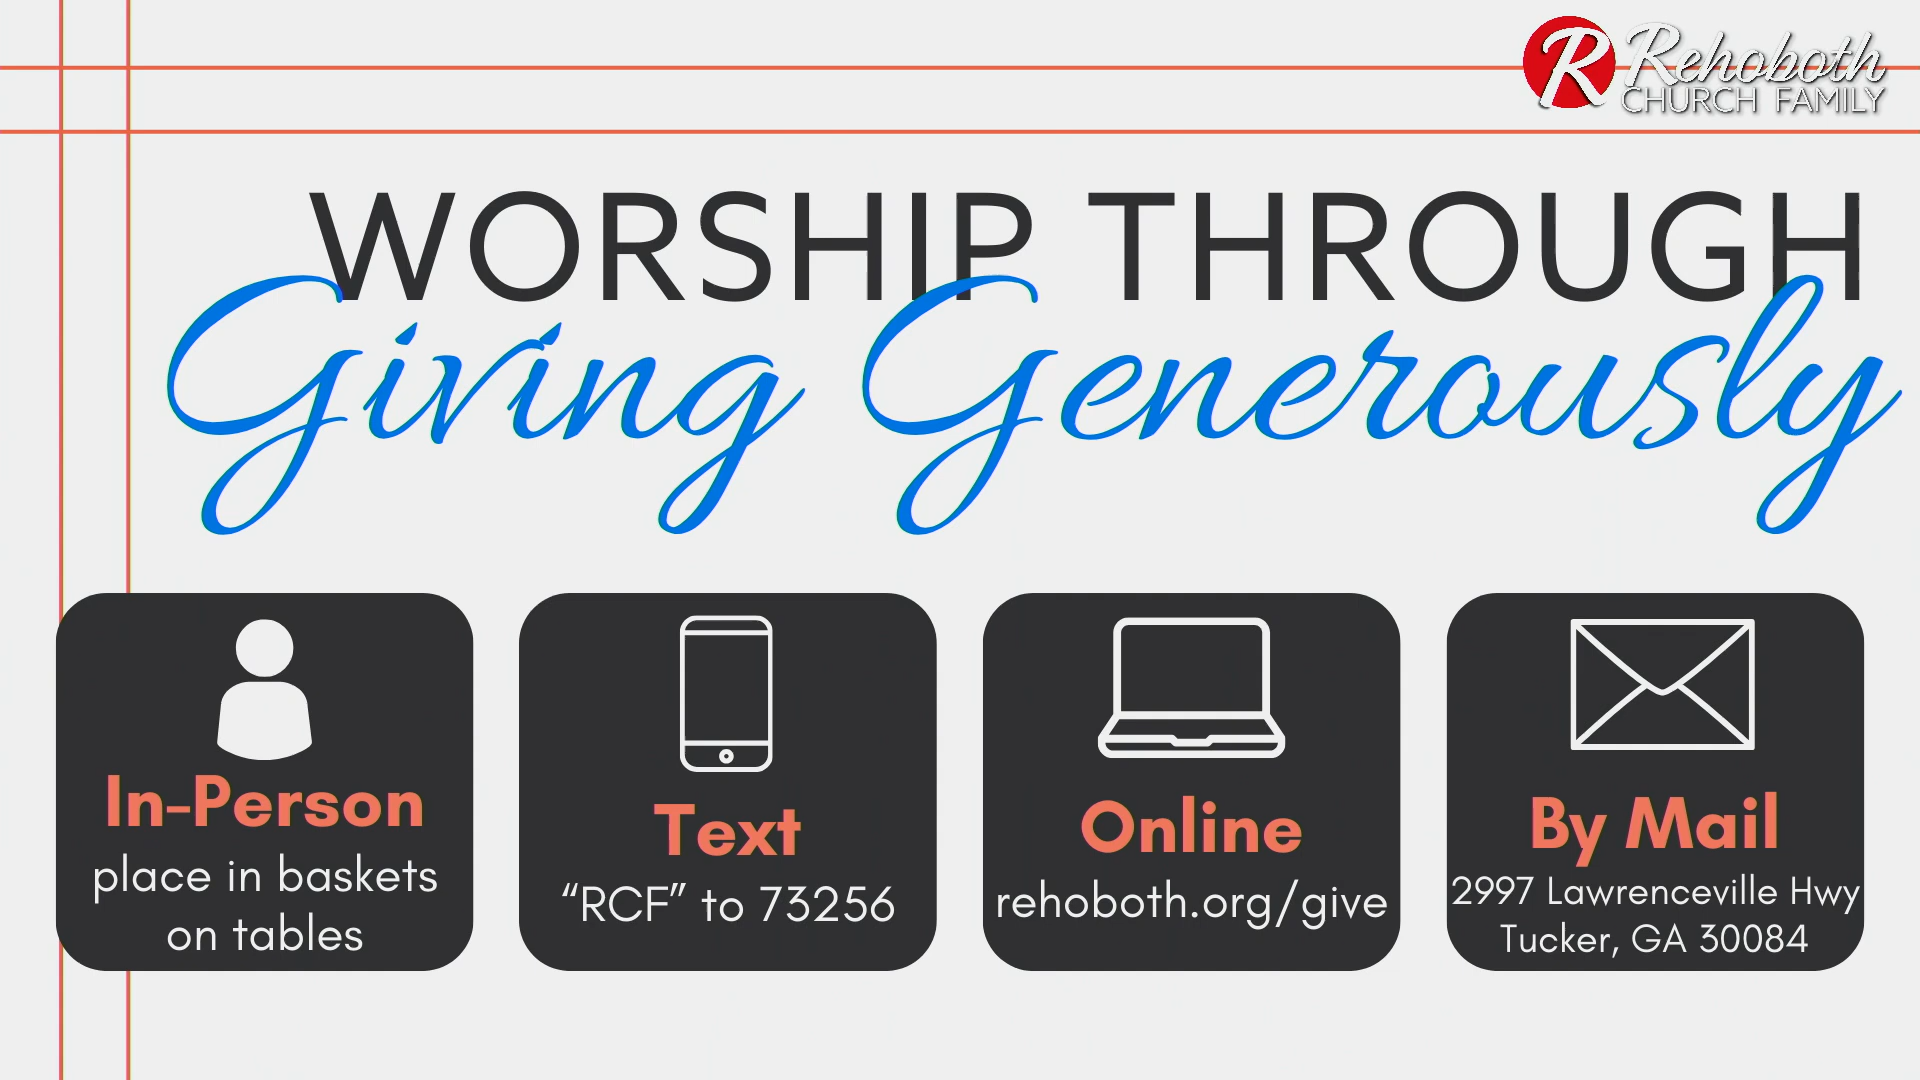 R Rehoboth
CHURCH FAMILY
WORSHIP THROUGH
Giving Generously
In-Person
place in baskets
on tables
Text
“RCF” to 73256
Online
rehoboth.org/give
By Mail
2997 Lawrenceville Hwy
Tucker, GA 30084